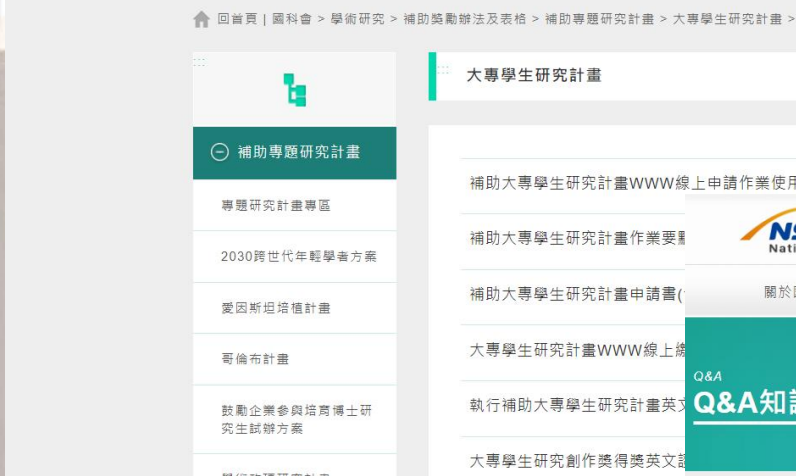 回首頁 | 國科會 > 學術研究 > 補助獎勵辦法及表格 > 補助專題研究計畫 > 大專學生研究計畫 >
補助專題研究計畫
專題研究計畫專區
2030跨世代年輕學者方案
愛因斯坦培植計畫
哥倫布計畫
鼓勵企業參與培育博士研
究生試辦方案
大專學生研究計畫
補助大專學生研究計畫WWW線上申請作業使用
補助大專學生研究計畫作業要點
補助大專學生研究計畫申請書(
大專學生研究計畫WWW線上繳
執行補助大專學生研究計畫英文
大專學生研究創作獎得獎英文證
NS
Nati
關於
Q&A
Q&A知識